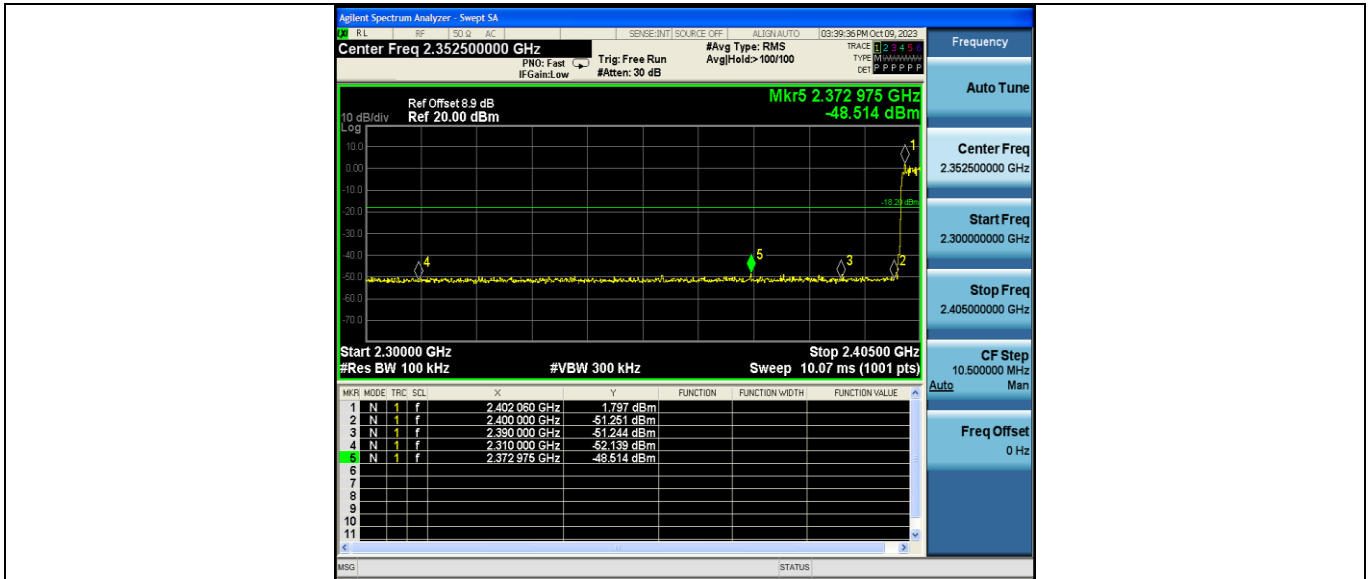 Agilent Spectrum Analyzer - Swept SA
LXI RL RF 50 Ω AC SENSE:INT SOURCE OFF ALIGN AUTO 03:39:36 PM Oct 09, 2023
Center Freq 2.352500000 GHz
PNO: Fast
IFGain:Low
Trig: Free Run
#Atten: 30 dB
#Avg Type: RMS
Avg|Hold:>100/100
TRACE 1 2 3 4 5 6
TYPE M
DET P P P P P P
Mkr5 2.372 975 GHz
-48.514 dBm
Ref Offset 8.9 dB
10 dB/div Ref 20.00 dBm
Log
10.0
0.00
-10.0
-20.0
-30.0
-40.0
-50.0
-60.0
-70.0
1
-18.20 dBm
4
5
3
2
Start 2.30000 GHz Stop 2.40500 GHz
#Res BW 100 kHz #VBW 300 kHz Sweep 10.07 ms (1001 pts)
MKR MODE TRC SCL X Y FUNCTION FUNCTION WIDTH FUNCTION VALUE
1 N 1 f 2.402 060 GHz 1.797 dBm
2 N 1 f 2.400 000 GHz -51.251 dBm
3 N 1 f 2.390 000 GHz -51.244 dBm
4 N 1 f 2.310 000 GHz -52.139 dBm
5 N 1 f 2.372 975 GHz -48.514 dBm
6
7
8
9
10
11
MSG STATUS
Frequency
Auto Tune
Center Freq
2.352500000 GHz
Start Freq
2.300000000 GHz
Stop Freq
2.405000000 GHz
CF Step
10.500000 MHz
Auto Man
Freq Offset
0 Hz